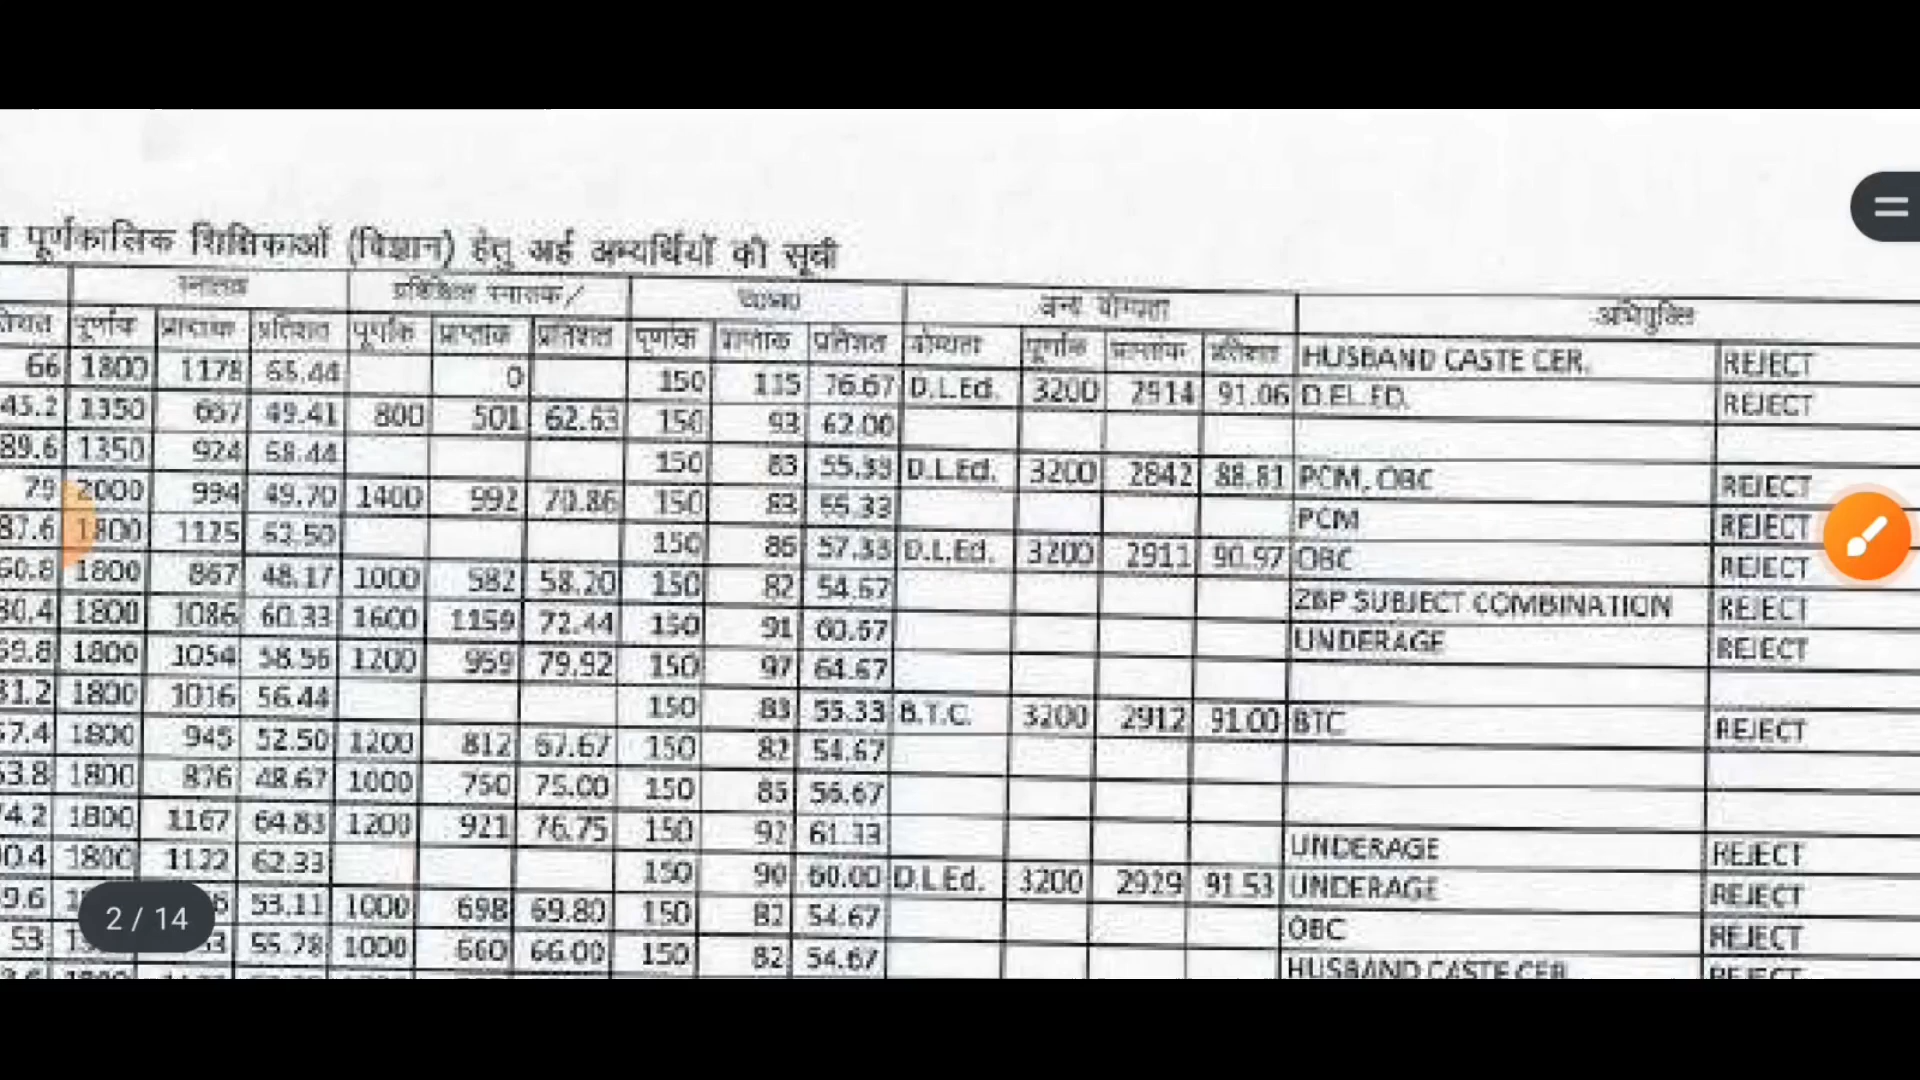 पूर्णकालिक शिक्षिकाओं (विज्ञान) हेतु अर्ह अभ्यर्थियों की सूची
स्नातक प्रशिक्षित स्नातक/ अन्य योग्यता अभियुक्ति
पूर्णांक प्राप्तांक प्रतिशत पूर्णांक प्राप्तांक प्रतिशत पूर्णांक प्राप्तांक प्रतिशत योग्यता पूर्णांक प्राप्तांक प्रतिशत
66 1800 1178 65.44 0 150 115 76.67 D.L.Ed. 3200 2914 91.06 HUSBAND CASTE CER. REJECT
45.2 1350 667 49.41 800 501 62.63 150 93 62.00 D.EL.ED. REJECT
89.6 1350 924 68.44 150 83 55.33 D.L.Ed. 3200 2842 88.81 PCM, OBC REJECT
79 2000 994 49.70 1400 992 70.86 150 83 55.33 PCM REJECT
87.6 1800 1125 62.50 150 86 57.33 D.L.Ed. 3200 2911 90.97 OBC REJECT
60.8 1800 867 48.17 1000 582 58.20 150 82 54.67 ZBP SUBJECT COMBINATION REJECT
80.4 1800 1086 60.33 1600 1159 72.44 150 91 60.67 UNDERAGE REJECT
1800 1054 58.56 1200 959 79.92 150 97 64.67
1800 1016 56.44 150 83 55.33 B.T.C. 3200 2912 91.00 BTC REJECT
1800 945 52.50 1200 812 67.67 150 82 54.67
1800 876 48.67 1000 750 75.00 150 85 56.67
1800 1167 64.83 1200 921 76.75 150 92 61.33 UNDERAGE REJECT
1800 1122 62.33 150 90 60.00 D.L.Ed. 3200 2929 91.53 UNDERAGE REJECT
53.11 1000 698 69.80 150 82 54.67 OBC REJECT
53 55.78 1000 660 66.00 150 82 54.67 HUSBAND CASTE CER REJECT
2 / 14